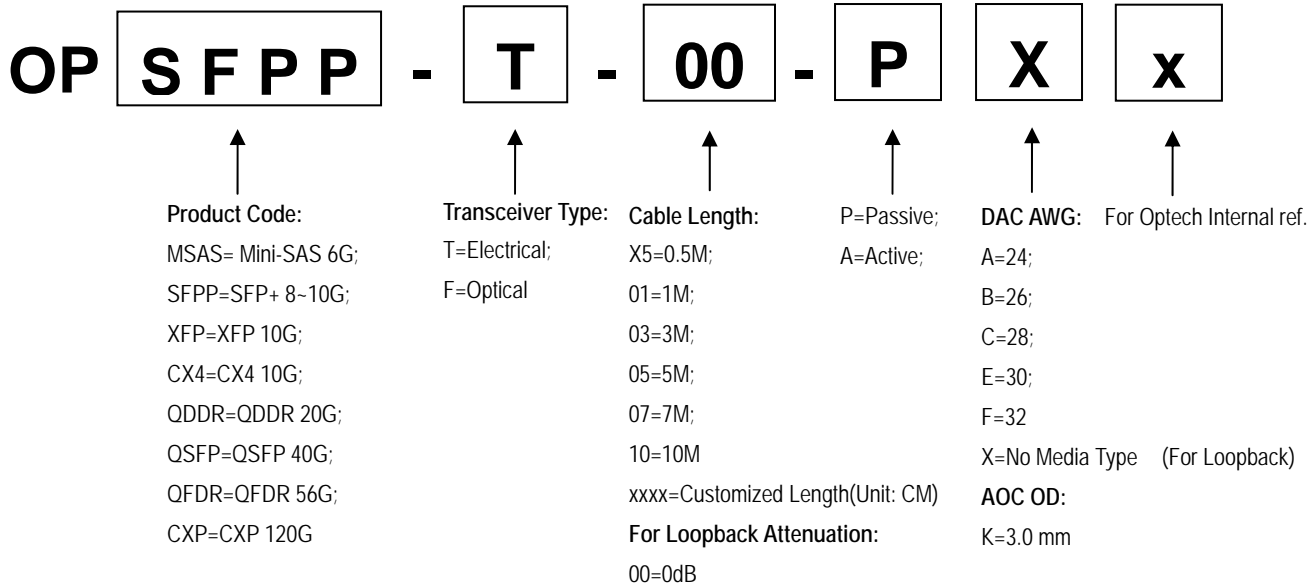 OP S F P P - T - 00 - P X x
Product Code:
MSAS= Mini-SAS 6G;
SFPP=SFP+ 8~10G;
XFP=XFP 10G;
CX4=CX4 10G;
QDDR=QDDR 20G;
QSFP=QSFP 40G;
QFDR=QFDR 56G;
CXP=CXP 120G
Transceiver Type:
T=Electrical;
F=Optical
Cable Length:
X5=0.5M;
01=1M;
03=3M;
05=5M;
07=7M;
10=10M
xxxx=Customized Length(Unit: CM)
For Loopback Attenuation:
00=0dB
P=Passive;
A=Active;
DAC AWG:
A=24;
B=26;
C=28;
E=30;
F=32
X=No Media Type (For Loopback)
AOC OD:
K=3.0 mm
For Optech Internal ref.